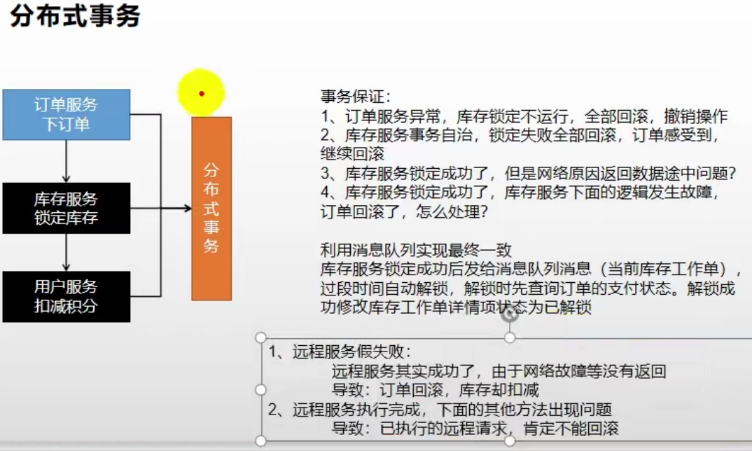 分布式事务
订单服务
下订单
库存服务
锁定库存
用户服务
扣减积分
分布式事务
事务保证：
1、订单服务异常，库存锁定不运行，全部回滚，撤销操作
2、库存服务事务自治，锁定失败全部回滚，订单感受到，
继续回滚
3、库存服务锁定成功了，但是网络原因返回数据途中问题？
4、库存服务锁定成功了，库存服务下面的逻辑发生故障，
订单回滚了，怎么处理？
利用消息队列实现最终一致
库存服务锁定成功后发给消息队列消息（当前库存工作单），
过段时间自动解锁，解锁时先查询订单的支付状态。解锁成
功修改库存工作单详情项状态为已解锁
1、远程服务假失败：
远程服务其实成功了，由于网络故障等没有返回
导致：订单回滚，库存却扣减
2、远程服务执行完成，下面的其他方法出现问题
导致：已执行的远程请求，肯定不能回滚